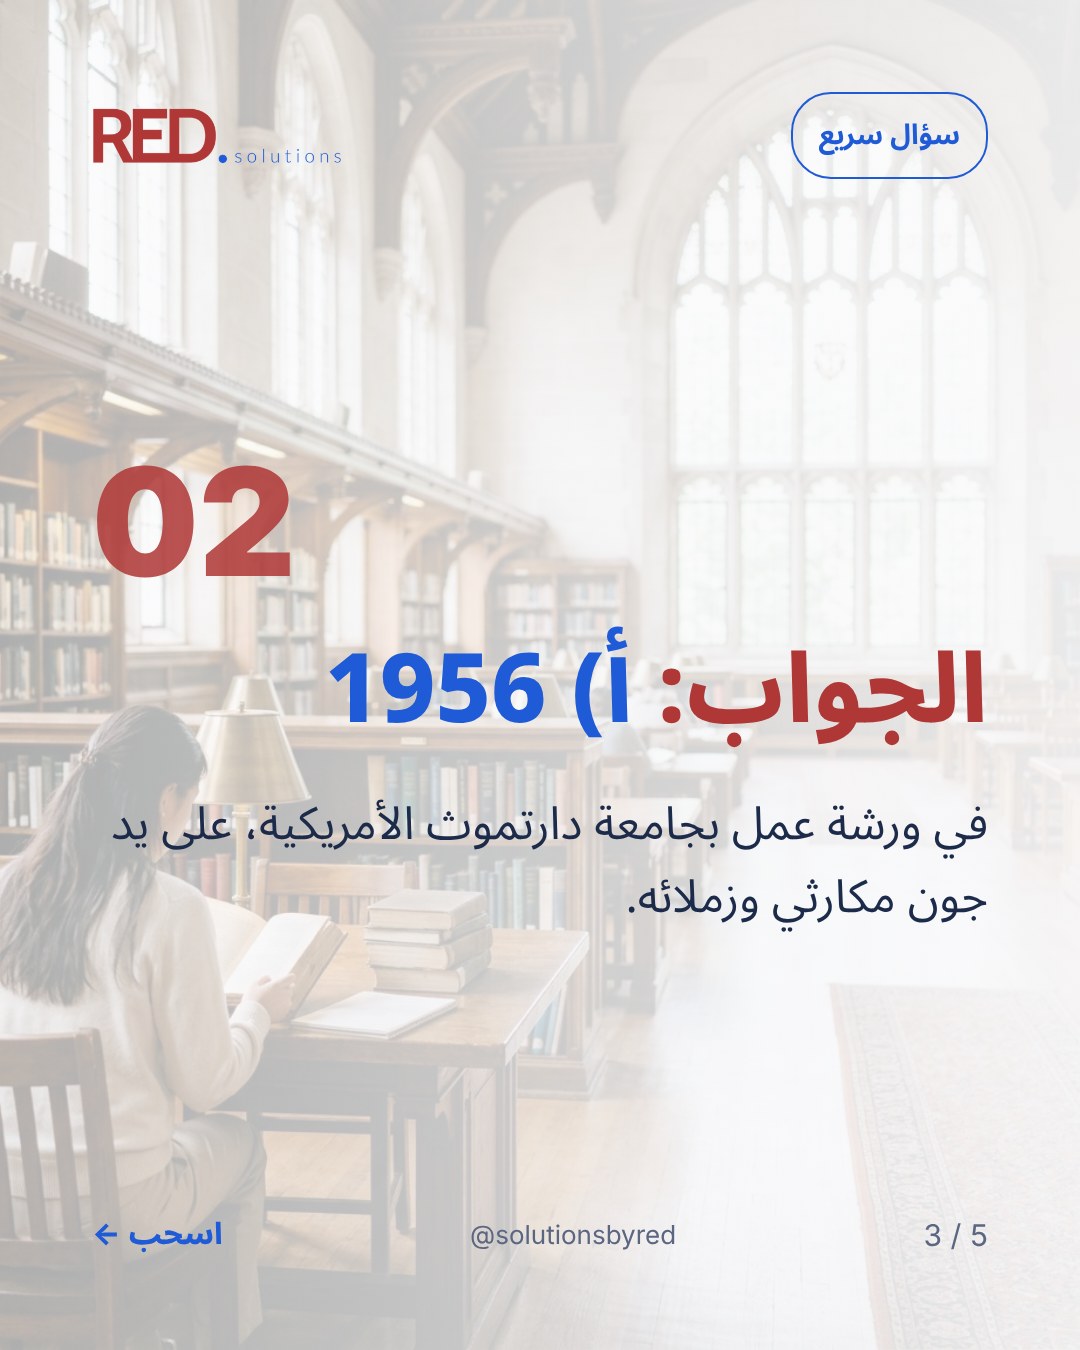 RED. solutions
سؤال سريع
02
الجواب: أ) 1956
في ورشة عمل بجامعة دارتموث الأمريكية، على يد
جون مكارثي وزملائه.
اسحب ←
@solutionsbyred
3 / 5